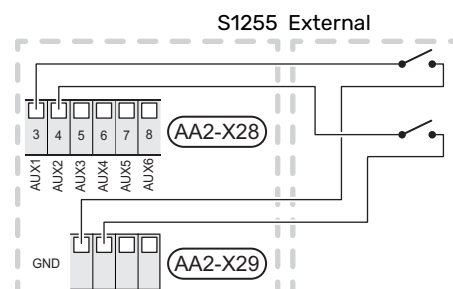 S1255 External
3 4 5 6 7 8
AA2-X28
AUX1 AUX2 AUX3 AUX4 AUX5 AUX6
GND
AA2-X29